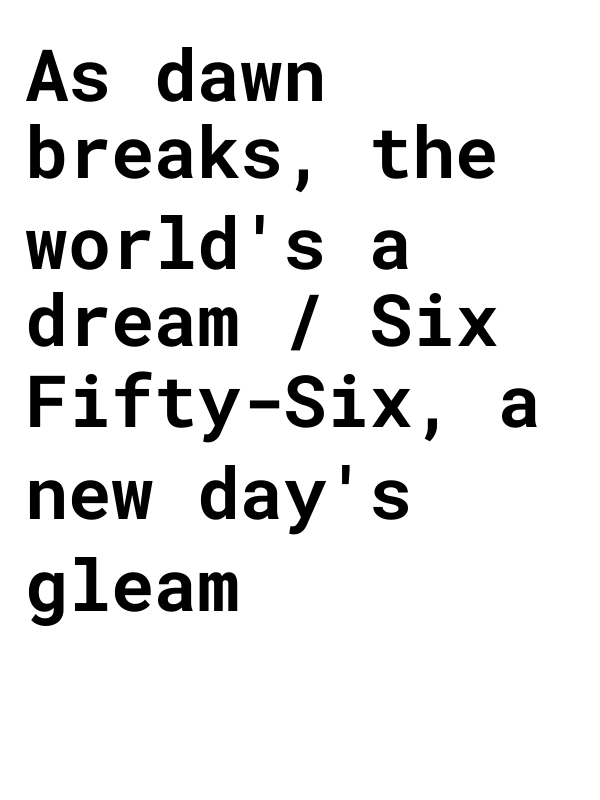 As dawn
breaks, the
world's a
dream / Six
Fifty-Six, a
new day's
gleam